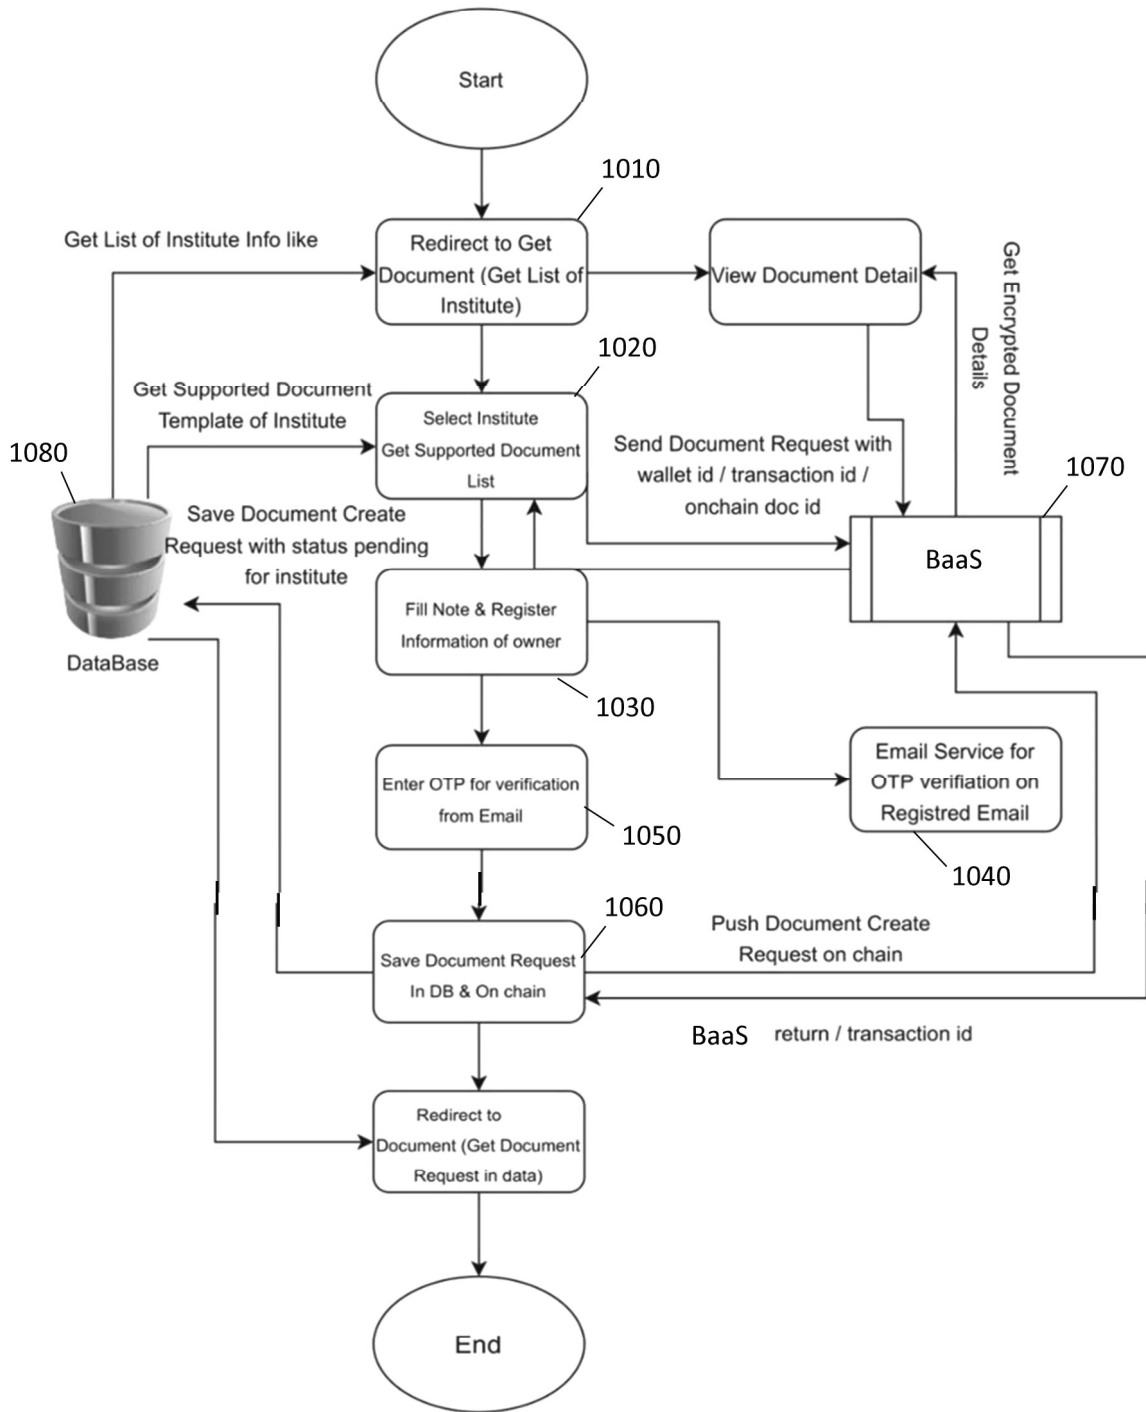 Start
1010
Get List of Institute Info like
Redirect to Get
Document (Get List of
Institute)
View Document Detail
Get Encrypted Document
Details
1020
Get Supported Document
Template of Institute
Select Institute
Get Supported Document
List
Send Document Request with
wallet id / transaction id /
onchain doc id
1070
1080
Save Document Create
Request with status pending
for institute
BaaS
DataBase
Fill Note & Register
Information of owner
1030
Enter OTP for verification
from Email
1050
Email Service for
OTP verifiation on
Registred Email
1040
1060
Save Document Request
In DB & On chain
Push Document Create
Request on chain
BaaS return / transaction id
Redirect to
Document (Get Document
Request in data)
End